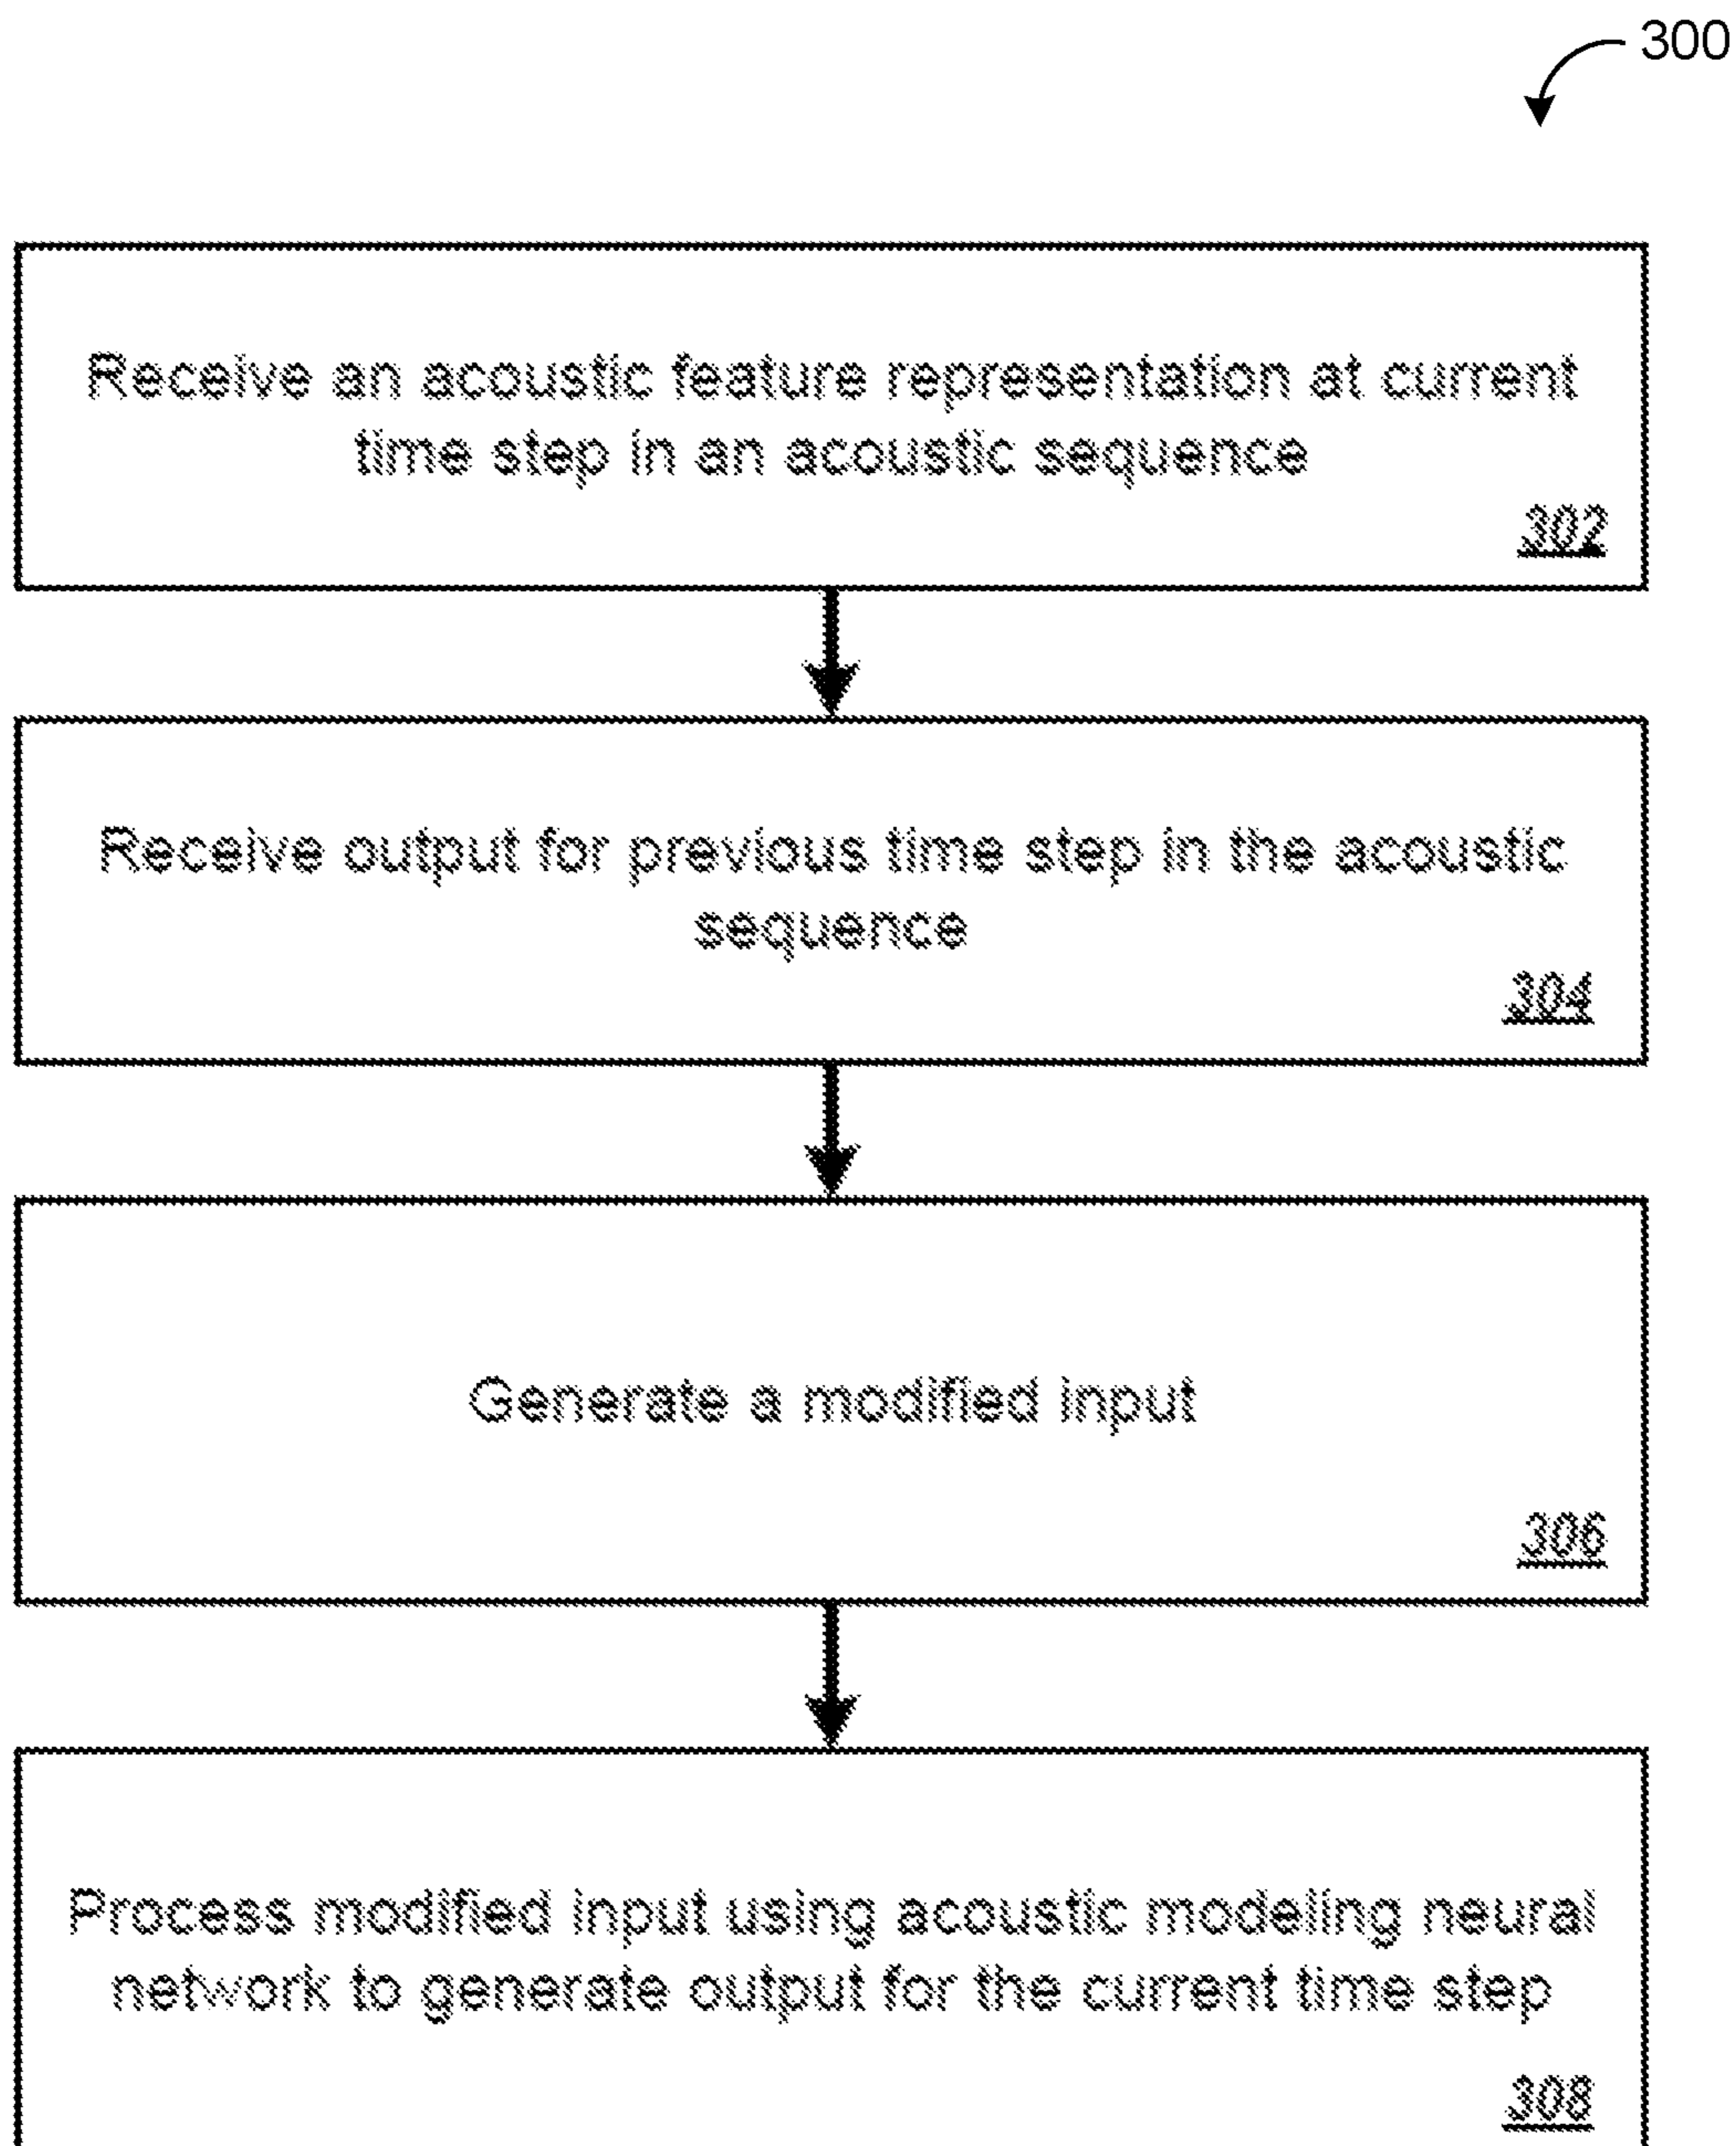 300
Receive an acoustic feature representation at current
time step in an acoustic sequence
302
Receive output for previous time step in the acoustic
sequence
304
Generate a modified input
306
Process modified input using acoustic modeling neural
network to generate output for the current time step
308